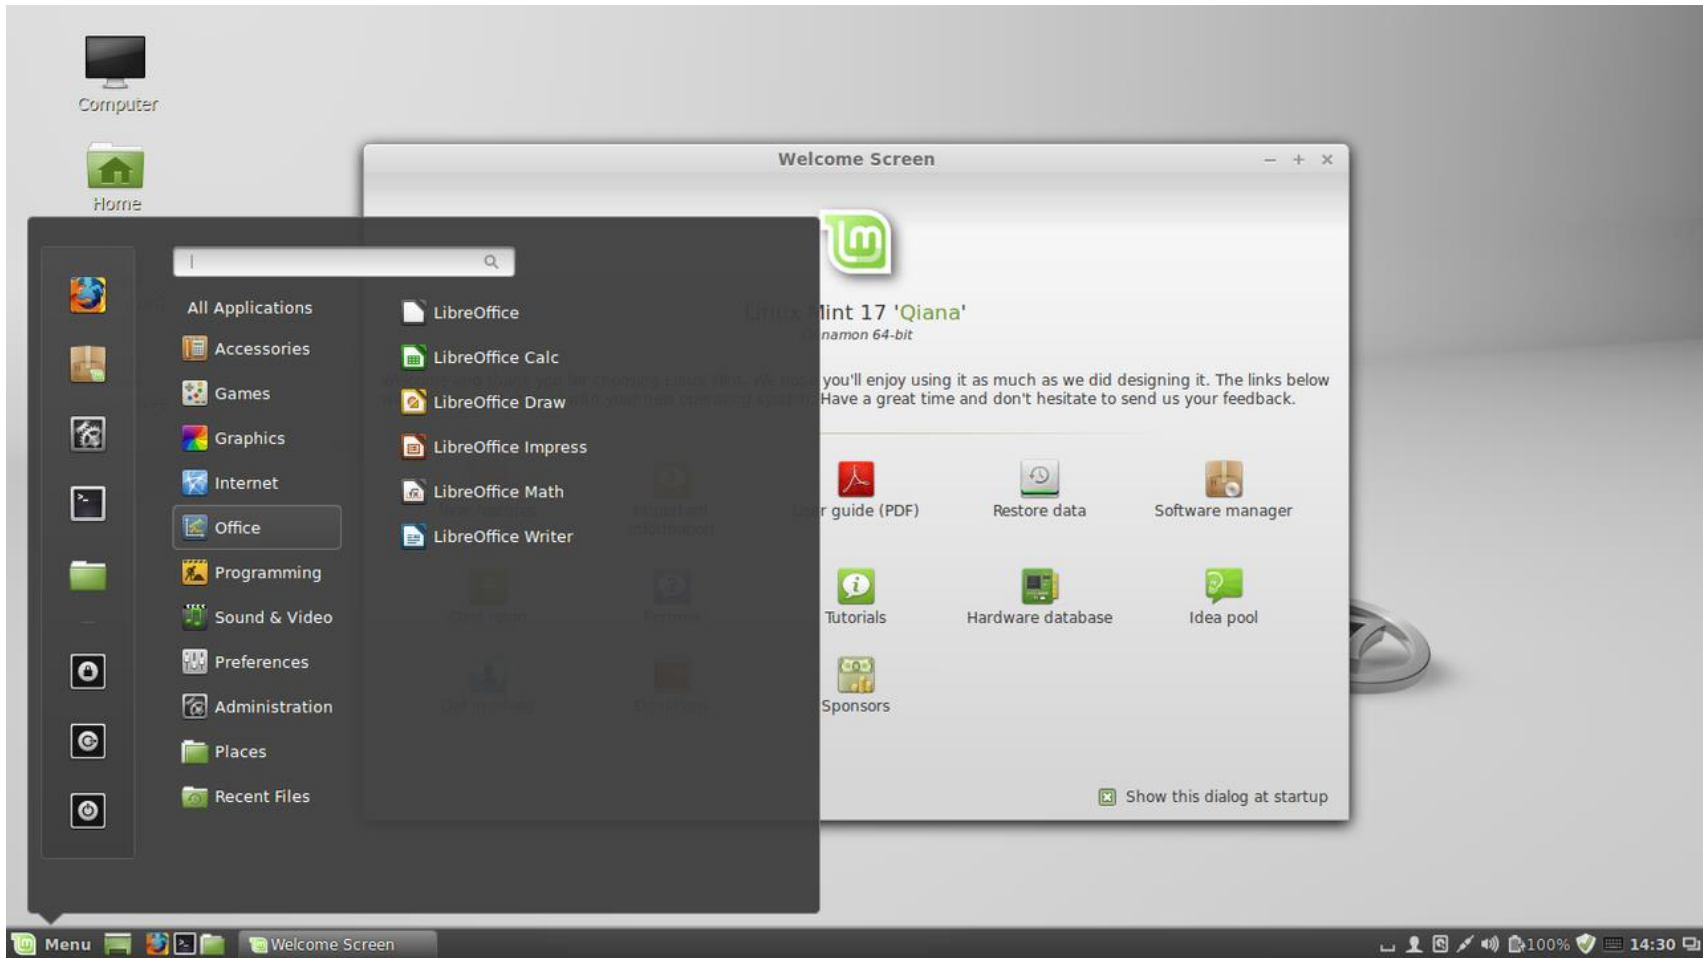 Computer
Home
Welcome Screen
All Applications
Accessories
Games
Graphics
Internet
Office
Programming
Sound & Video
Preferences
Administration
Places
Recent Files
LibreOffice
LibreOffice Calc
LibreOffice Draw
LibreOffice Impress
LibreOffice Math
LibreOffice Writer
Linux Mint 17 'Qiana'
Cinnamon 64-bit
you'll enjoy using it as much as we did designing it. The links below
Have a great time and don't hesitate to send us your feedback.
User guide (PDF)
Restore data
Software manager
Tutorials
Hardware database
Idea pool
Sponsors
Show this dialog at startup
Menu
Welcome Screen
100%
14:30